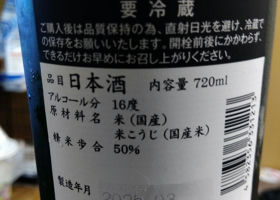 要冷蔵
ご購入後は品質保持の為、直射日光を避け、冷蔵で
の保存をお願いします。開栓前後にかかわらず、
できるだけお早めにお召し上がりください。
品目 日本酒 内容量 720ml
アルコール分 16度
原材料名 米(国産)
米こうじ(国産米)
精米歩合 50%
製造年月